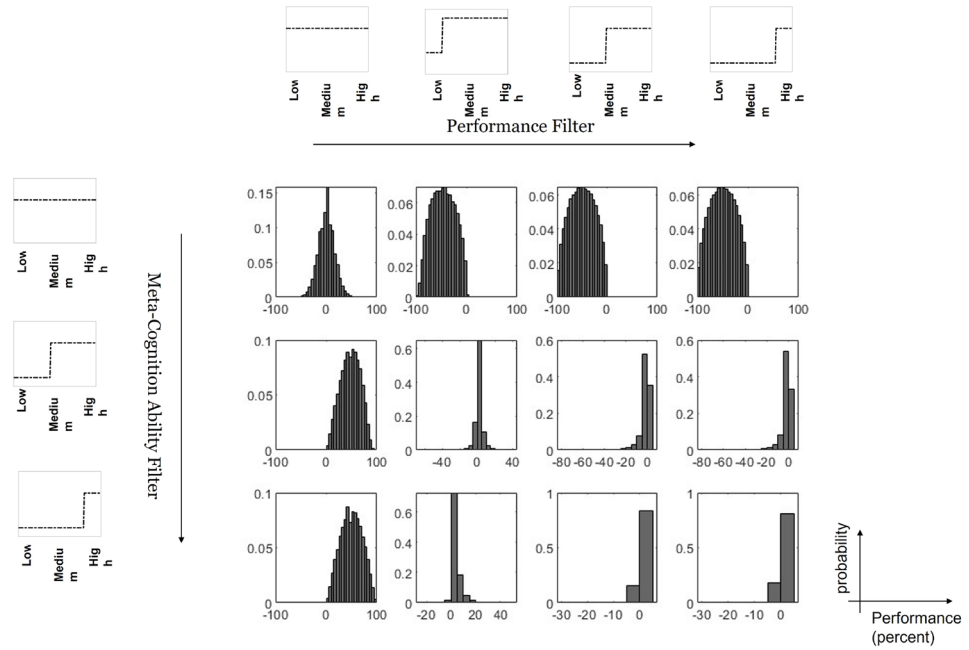 Low
Mediu
m
Hig
h
Low
Mediu
m
Hig
h
Low
Mediu
m
Hig
h
Low
Mediu
m
Hig
h
Performance Filter
Low
Mediu
m
Hig
h
Low
Mediu
m
Hig
h
Low
Mediu
m
Hig
h
Meta-Cognition Ability Filter
0.15
0.1
0.05
0
-100 0 100
0.06
0.04
0.02
0
-100 0 100
0.06
0.04
0.02
0
-100 0 100
0.06
0.04
0.02
0
-100 0 100
0.1
0.05
0
-100 0 100
0.6
0.4
0.2
0
-40 0 40
0.6
0.4
0.2
0
-80 -60 -40 -20 0
0.6
0.4
0.2
0
-80 -60 -40 -20 0
0.1
0.05
0
-100 0 100
0.6
0.4
0.2
0
-20 0 20 40
1
0.5
0
-30 -20 -10 0
1
0.5
0
-30 -20 -10 0
probability
Performance
(percent)